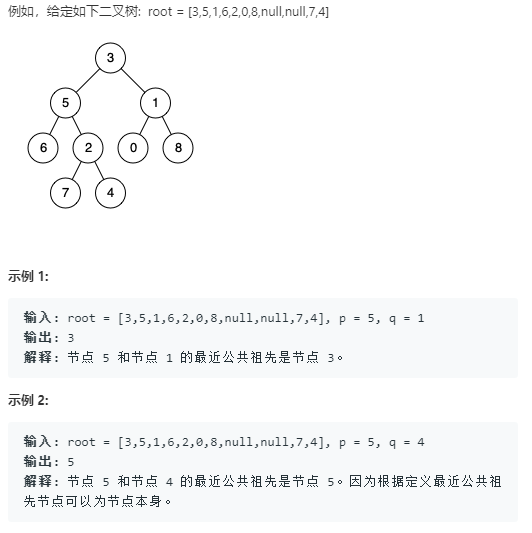 例如，给定如下二叉树:  root = [3,5,1,6,2,0,8,null,null,7,4]
3
5 1
6 2 0 8
7 4
示例 1:
输入: root = [3,5,1,6,2,0,8,null,null,7,4], p = 5, q = 1
输出: 3
解释: 节点 5 和节点 1 的最近公共祖先是节点 3。
示例 2:
输入: root = [3,5,1,6,2,0,8,null,null,7,4], p = 5, q = 4
输出: 5
解释: 节点 5 和节点 4 的最近公共祖先是节点 5。因为根据定义最近公共祖
先节点可以为节点本身。